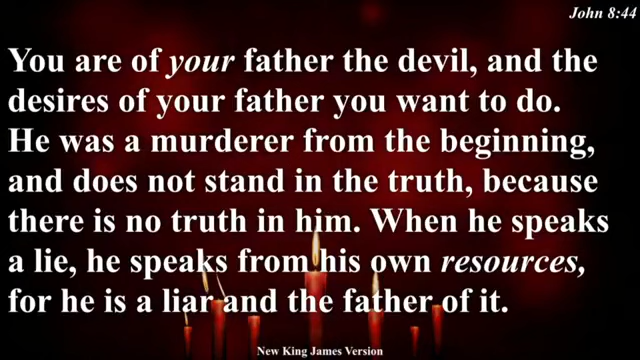 John 8:44
You are of your father the devil, and the
desires of your father you want to do.
He was a murderer from the beginning,
and does not stand in the truth, because
there is no truth in him. When he speaks
a lie, he speaks from his own resources,
for he is a liar and the father of it.
New King James Version